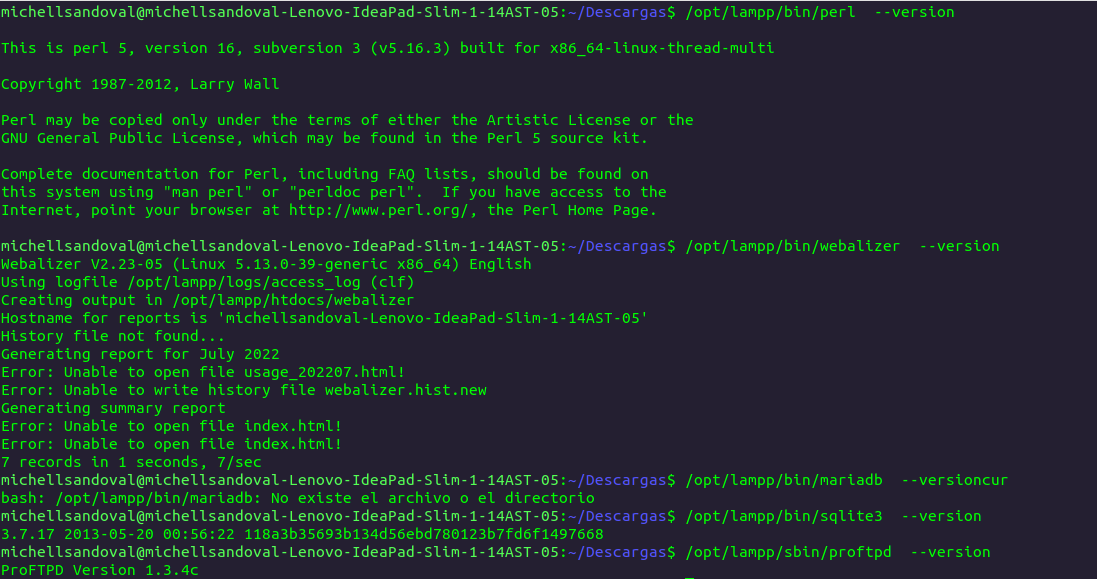 michellsandoval@michellsandoval-Lenovo-IdeaPad-Slim-1-14AST-05:~/Descargas$ /opt/lampp/bin/perl  --version

This is perl 5, version 16, subversion 3 (v5.16.3) built for x86_64-linux-thread-multi

Copyright 1987-2012, Larry Wall

Perl may be copied only under the terms of either the Artistic License or the
GNU General Public License, which may be found in the Perl 5 source kit.

Complete documentation for Perl, including FAQ lists, should be found on
this system using "man perl" or "perldoc perl".  If you have access to the
Internet, point your browser at http://www.perl.org/, the Perl Home Page.

michellsandoval@michellsandoval-Lenovo-IdeaPad-Slim-1-14AST-05:~/Descargas$ /opt/lampp/bin/webalizer  --version
Webalizer V2.23-05 (Linux 5.13.0-39-generic x86_64) English
Using logfile /opt/lampp/logs/access_log (clf)
Creating output in /opt/lampp/htdocs/webalizer
Hostname for reports is 'michellsandoval-Lenovo-IdeaPad-Slim-1-14AST-05'
History file not found...
Generating report for July 2022
Error: Unable to open file usage_202207.html!
Error: Unable to write history file webalizer.hist.new
Generating summary report
Error: Unable to open file index.html!
Error: Unable to open file index.html!
7 records in 1 seconds, 7/sec
michellsandoval@michellsandoval-Lenovo-IdeaPad-Slim-1-14AST-05:~/Descargas$ /opt/lampp/bin/mariadb  --versioncur
bash: /opt/lampp/bin/mariadb: No existe el archivo o el directorio
michellsandoval@michellsandoval-Lenovo-IdeaPad-Slim-1-14AST-05:~/Descargas$ /opt/lampp/bin/sqlite3  --version
3.7.17 2013-05-20 00:56:22 118a3b35693b134d56ebd780123b7fd6f1497668
michellsandoval@michellsandoval-Lenovo-IdeaPad-Slim-1-14AST-05:~/Descargas$ /opt/lampp/sbin/proftpd  --version
ProFTPD Version 1.3.4c